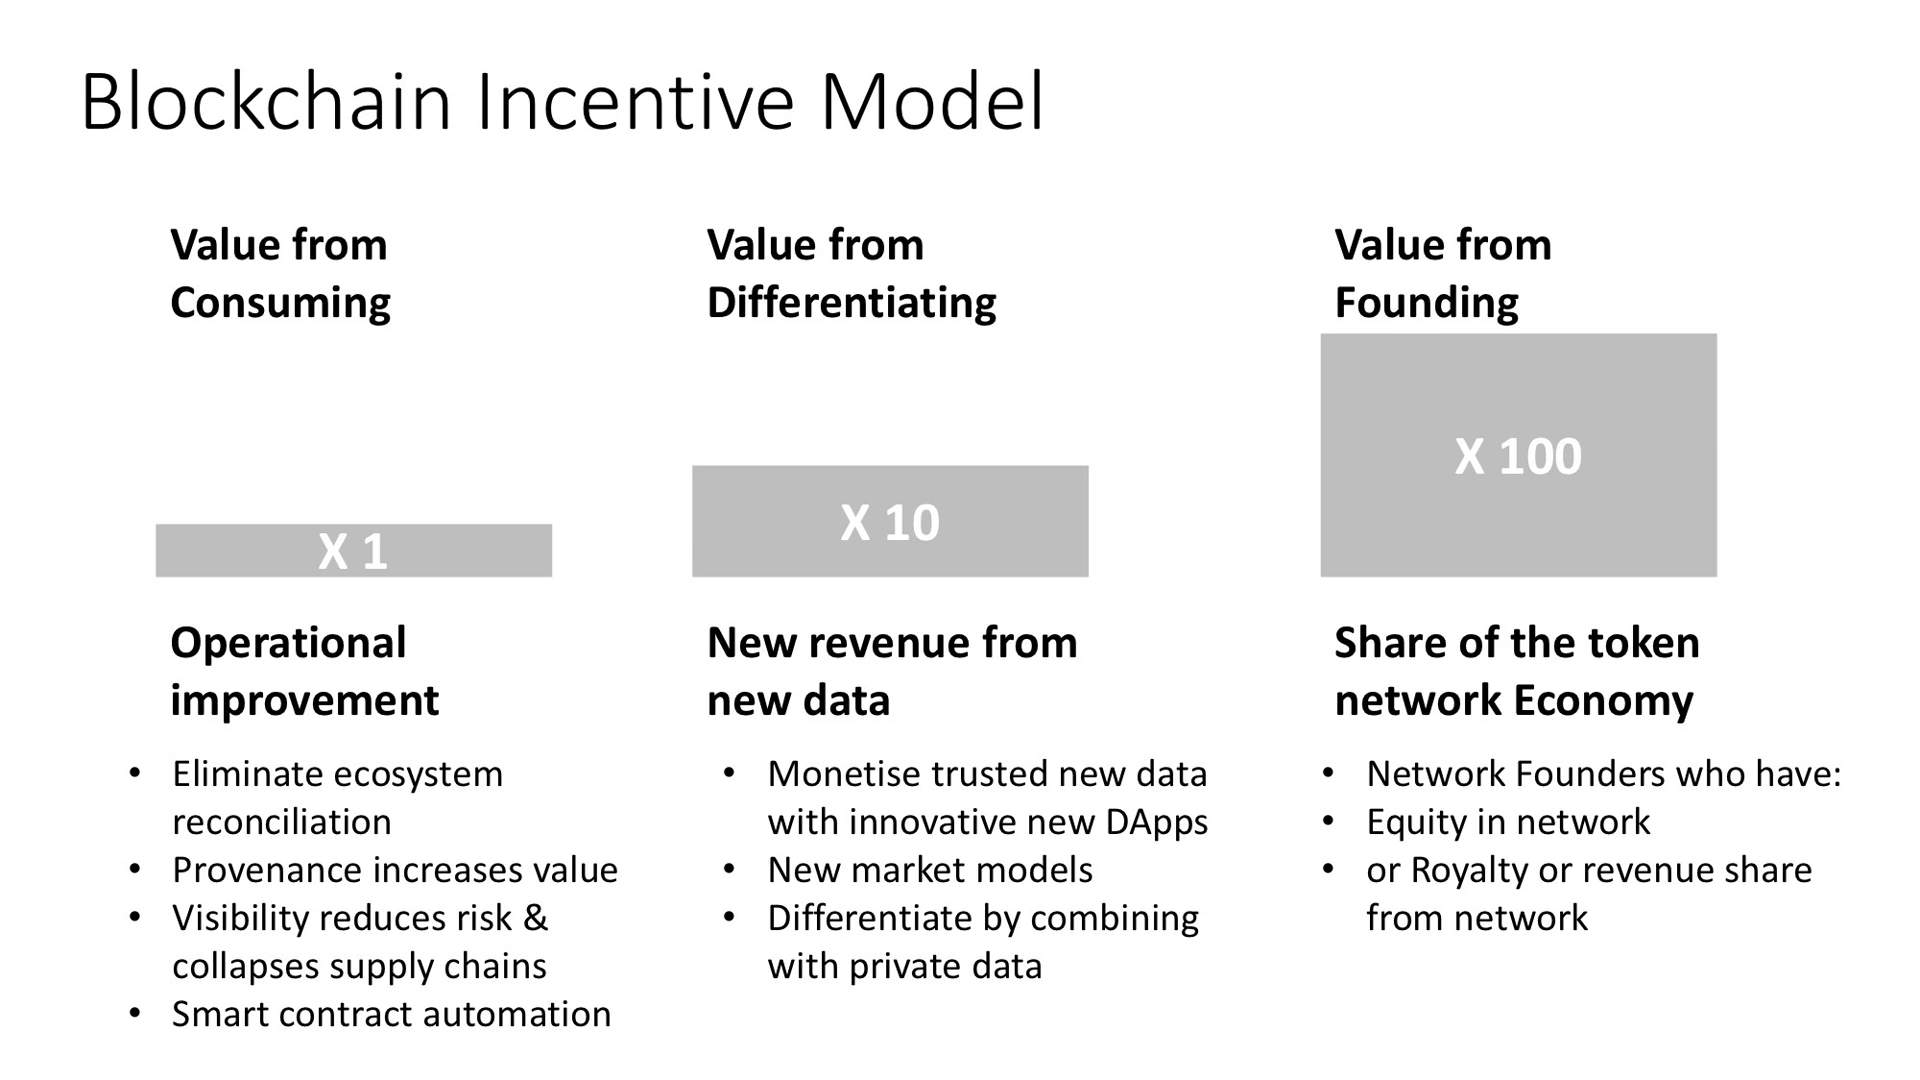 Blockchain Incentive Model
Value from
Consuming
X 1
Operational
improvement
• Eliminate ecosystem
reconciliation
• Provenance increases value
• Visibility reduces risk &
collapses supply chains
• Smart contract automation
Value from
Differentiating
X 10
New revenue from
new data
• Monetise trusted new data
with innovative new DApps
• New market models
• Differentiate by combining
with private data
Value from
Founding
X 100
Share of the token
network Economy
• Network Founders who have:
• Equity in network
• or Royalty or revenue share
from network